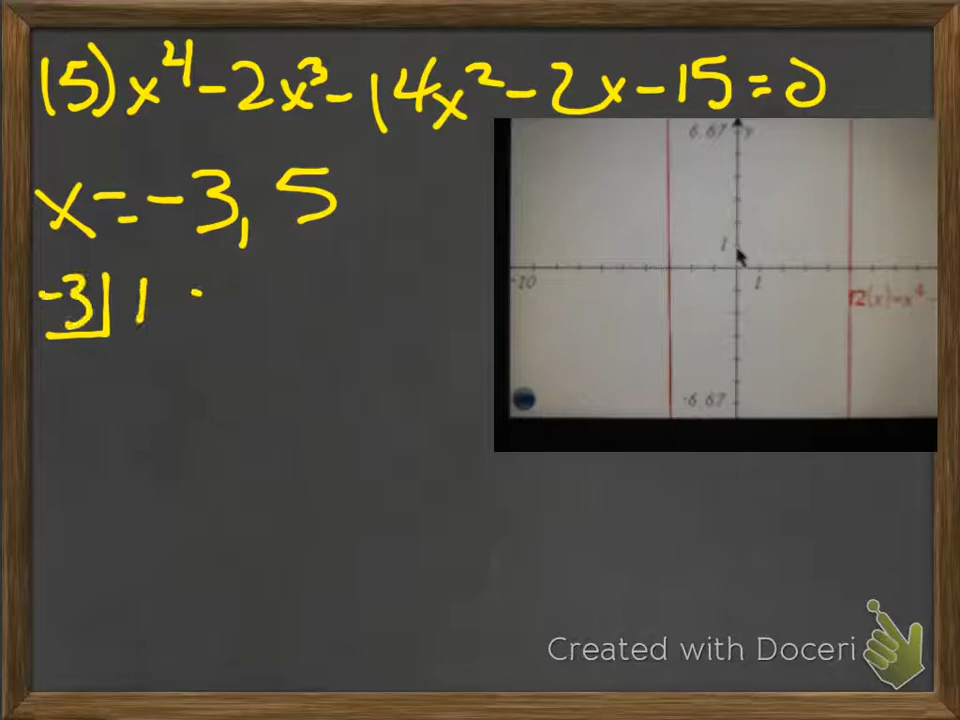 15) x⁴-2x³-14x²-2x-15=0
6,67 y
x=-3, 5
1
-10 1
-3| 1 -
f2(x)=x⁴-
-6,67
Created with Doceri